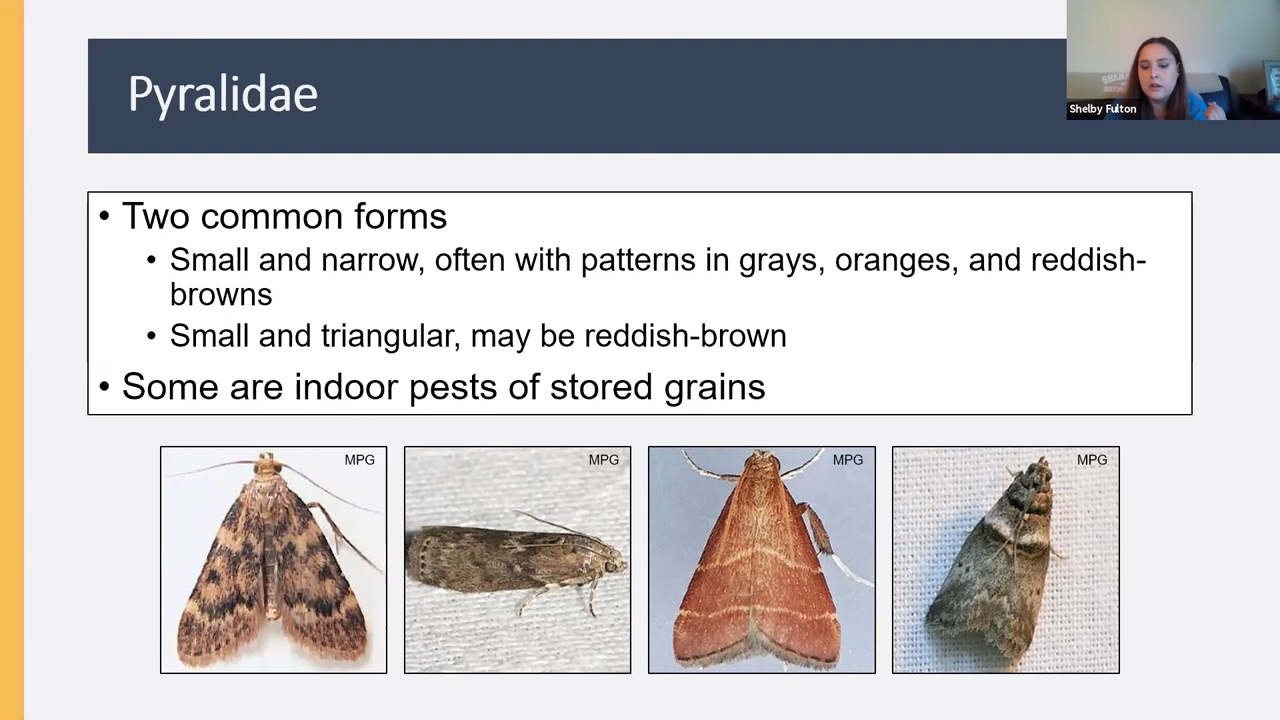 Pyralidae
Shelby Fulton
• Two common forms
• Small and narrow, often with patterns in grays, oranges, and reddish-
browns
• Small and triangular, may be reddish-brown
• Some are indoor pests of stored grains
MPG
MPG
MPG
MPG